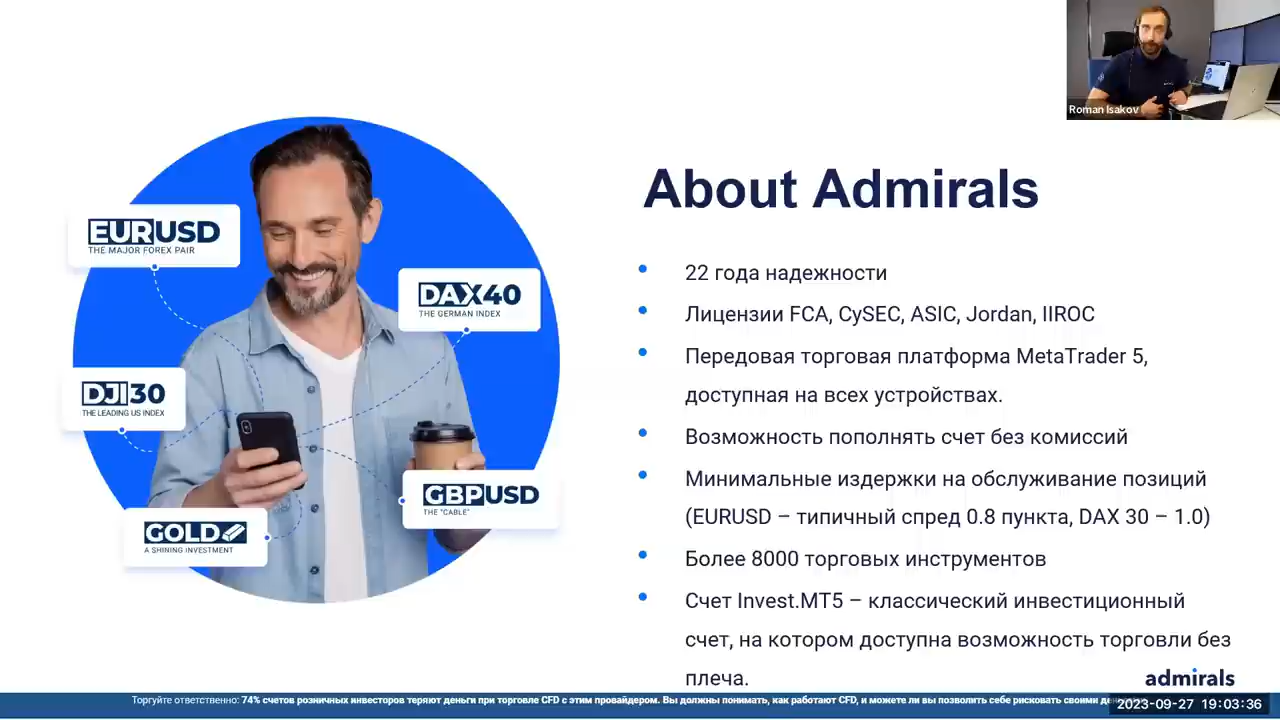 Roman Isakov
About Admirals
EURUSD
THE MAJOR FOREX PAIR
DAX40
THE GERMAN INDEX
DJI30
THE LEADING US INDEX
GBPUSD
THE "CABLE"
GOLD
A SHINING INVESTMENT
22 года надежности
Лицензии FCA, CySEC, ASIC, Jordan, IIROC
Передовая торговая платформа MetaTrader 5,
доступная на всех устройствах.
Возможность пополнять счет без комиссий
Минимальные издержки на обслуживание позиций
(EURUSD – типичный спред 0.8 пункта, DAX 30 – 1.0)
Более 8000 торговых инструментов
Счет Invest.MT5 – классический инвестиционный
счет, на котором доступна возможность торговли без
плеча.
admirals
Торгуйте ответственно: 74% счетов розничных инвесторов теряют деньги при торговле CFD с этим провайдером. Вы должны понимать, как работают CFD, и можете ли вы позволить себе рисковать своими
2023-09-27 19:03:36